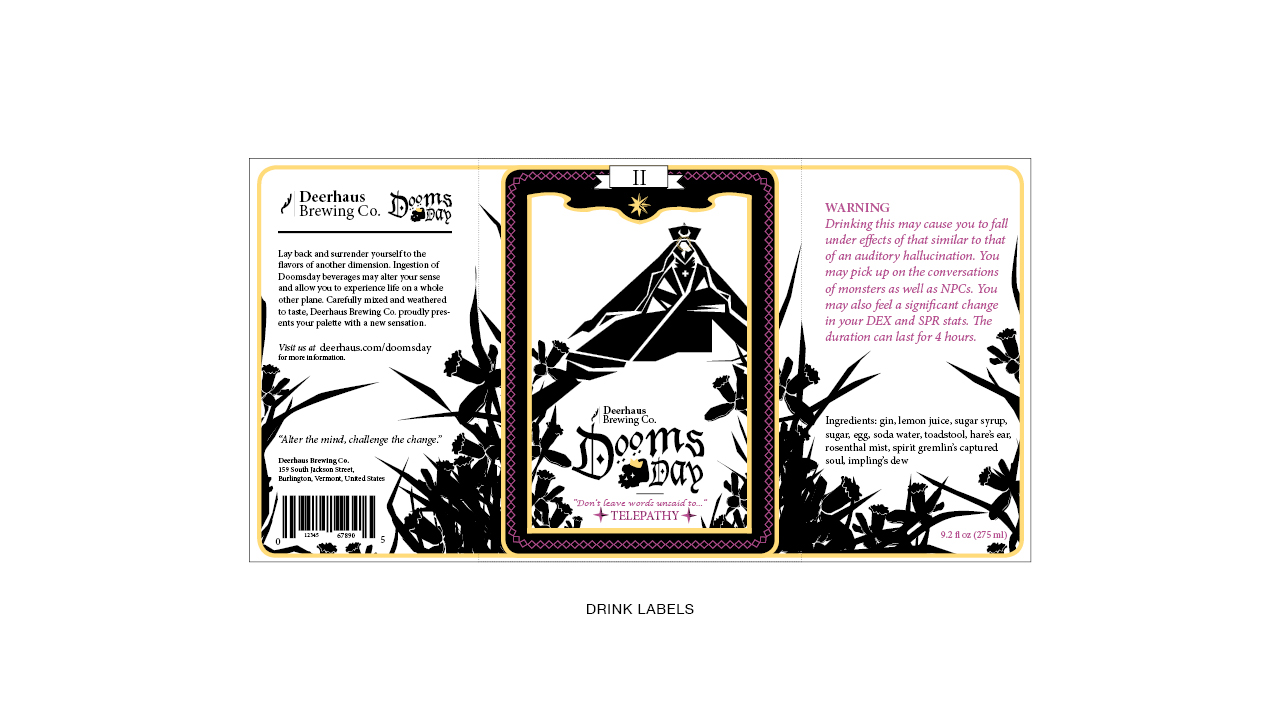 Deerhaus
Brewing Co.
Dooms
Day
Lay back and surrender yourself to the
flavors of another dimension. Ingestion of
Doomsday beverages may alter your sense
and allow you to experience life on a whole
other plane. Carefully mixed and weathered
to taste, Deerhaus Brewing Co. proudly pres-
ents your palette with a new sensation.
Visit us at deerhaus.com/doomsday
for more information.
"Alter the mind, challenge the change."
Deerhaus Brewing Co.
159 South Jackson Street,
Burlington, Vermont, United States
0 12345 67890 5
II
Deerhaus
Brewing Co.
Dooms
Day
"Don't leave words unsaid to..."
TELEPATHY
WARNING
Drinking this may cause you to fall
under effects of that similar to that
of an auditory hallucination. You
may pick up on the conversations
of monsters as well as NPCs. You
may also feel a significant change
in your DEX and SPR stats. The
duration can last for 4 hours.
Ingredients: gin, lemon juice, sugar syrup,
sugar, egg, soda water, toadstool, hare's ear,
rosenthal mist, spirit gremlin's captured
soul, impling's dew
9.2 fl oz (275 ml)
DRINK LABELS